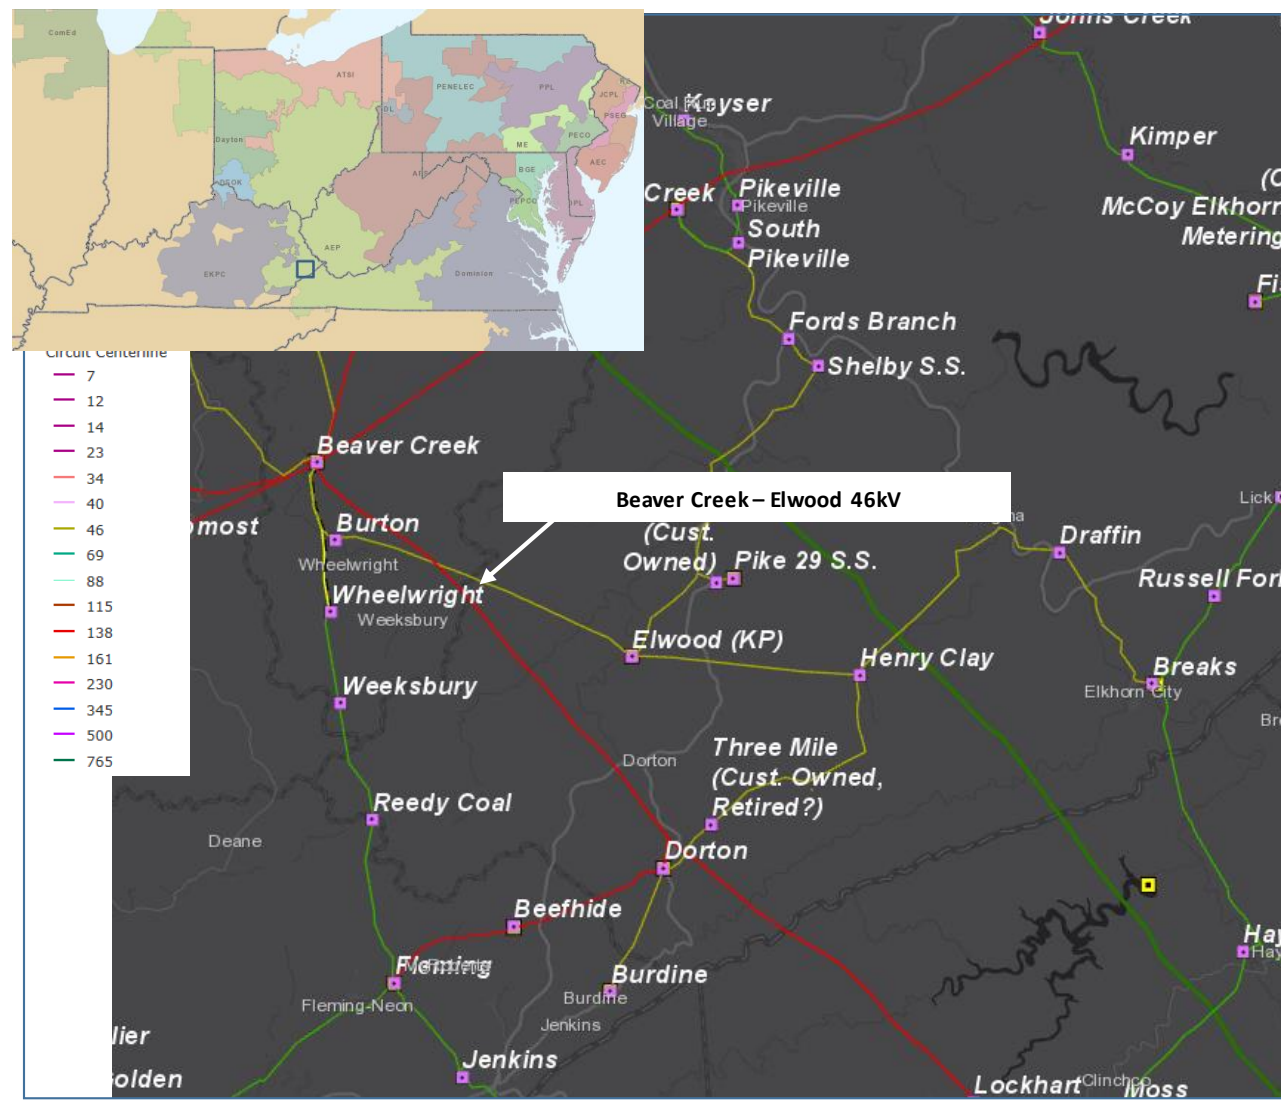 ComEd
ATSI
PENELEC
PPL
JCPL
PSEG
Dayton
PECO
ME
AEC
BGE
DEOK
PEPCO
DPL
AEP
EKPC
Dominion
Johns Creek
Keyser
Coal Run
Village
Kimper
Creek
Pikeville
Pikeville
South
Pikeville
McCoy Elkhorn
Metering
Fords Branch
Shelby S.S.
Circuit Centerline
7
12
14
23
34
40
46
69
88
115
138
161
230
345
500
765
Beaver Creek
Beaver Creek – Elwood 46kV
Lick
Burton
Wheelwright
(Cust.
Owned)
Pike 29 S.S.
Draffin
Wheelwright
Weeksbury
Elwood (KP)
Henry Clay
Breaks
Elkhorn City
Weeksbury
Three Mile
(Cust. Owned,
Retired?)
Dorton
Reedy Coal
Deane
Dorton
Beefhide
Fleming
Fleming-Neon
Burdine
Burdine
Jenkins
Jenkins
Lockhart
Clinchco
Moss